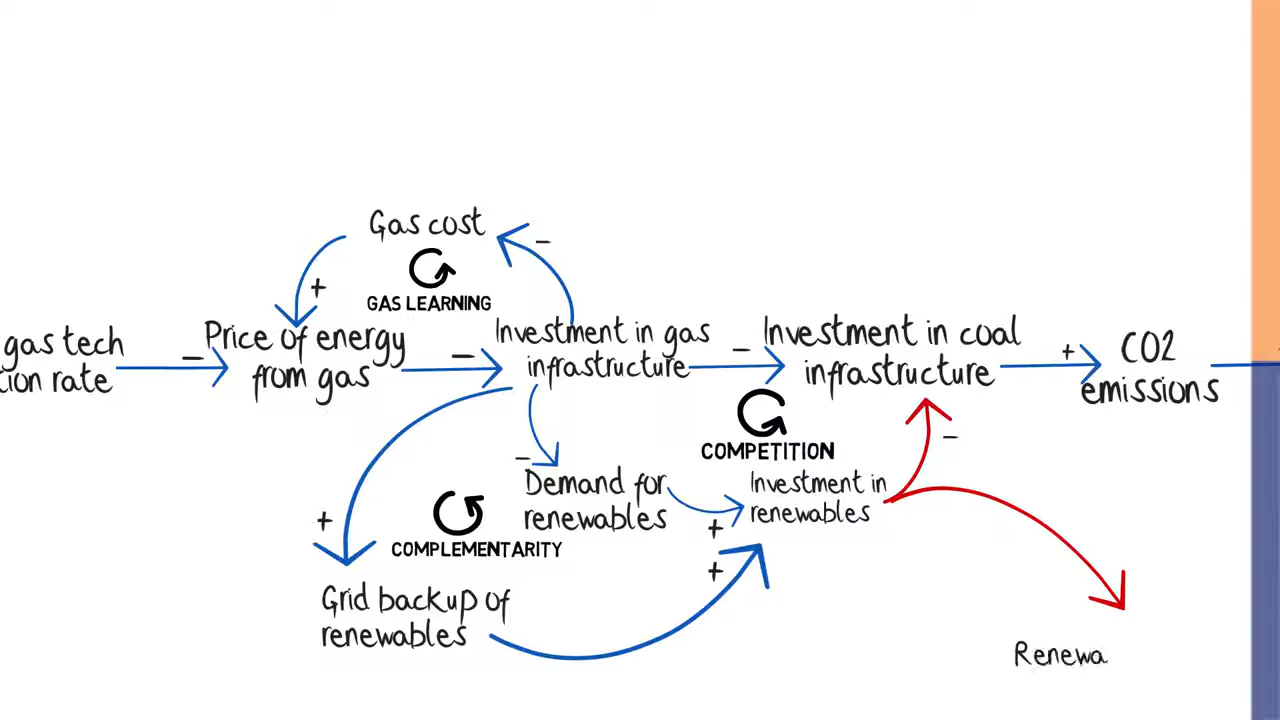 Gas cost
−
+
GAS LEARNING
gas tech
tion rate
−
Price of energy
from gas
−
Investment in gas
infrastructure
−
Investment in coal
infrastructure
+
CO2
emissions
COMPETITION
−
−
Demand for
renewables
+
Investment in
renewables
+
COMPLEMENTARITY
+
Grid backup of
renewables
Renewa